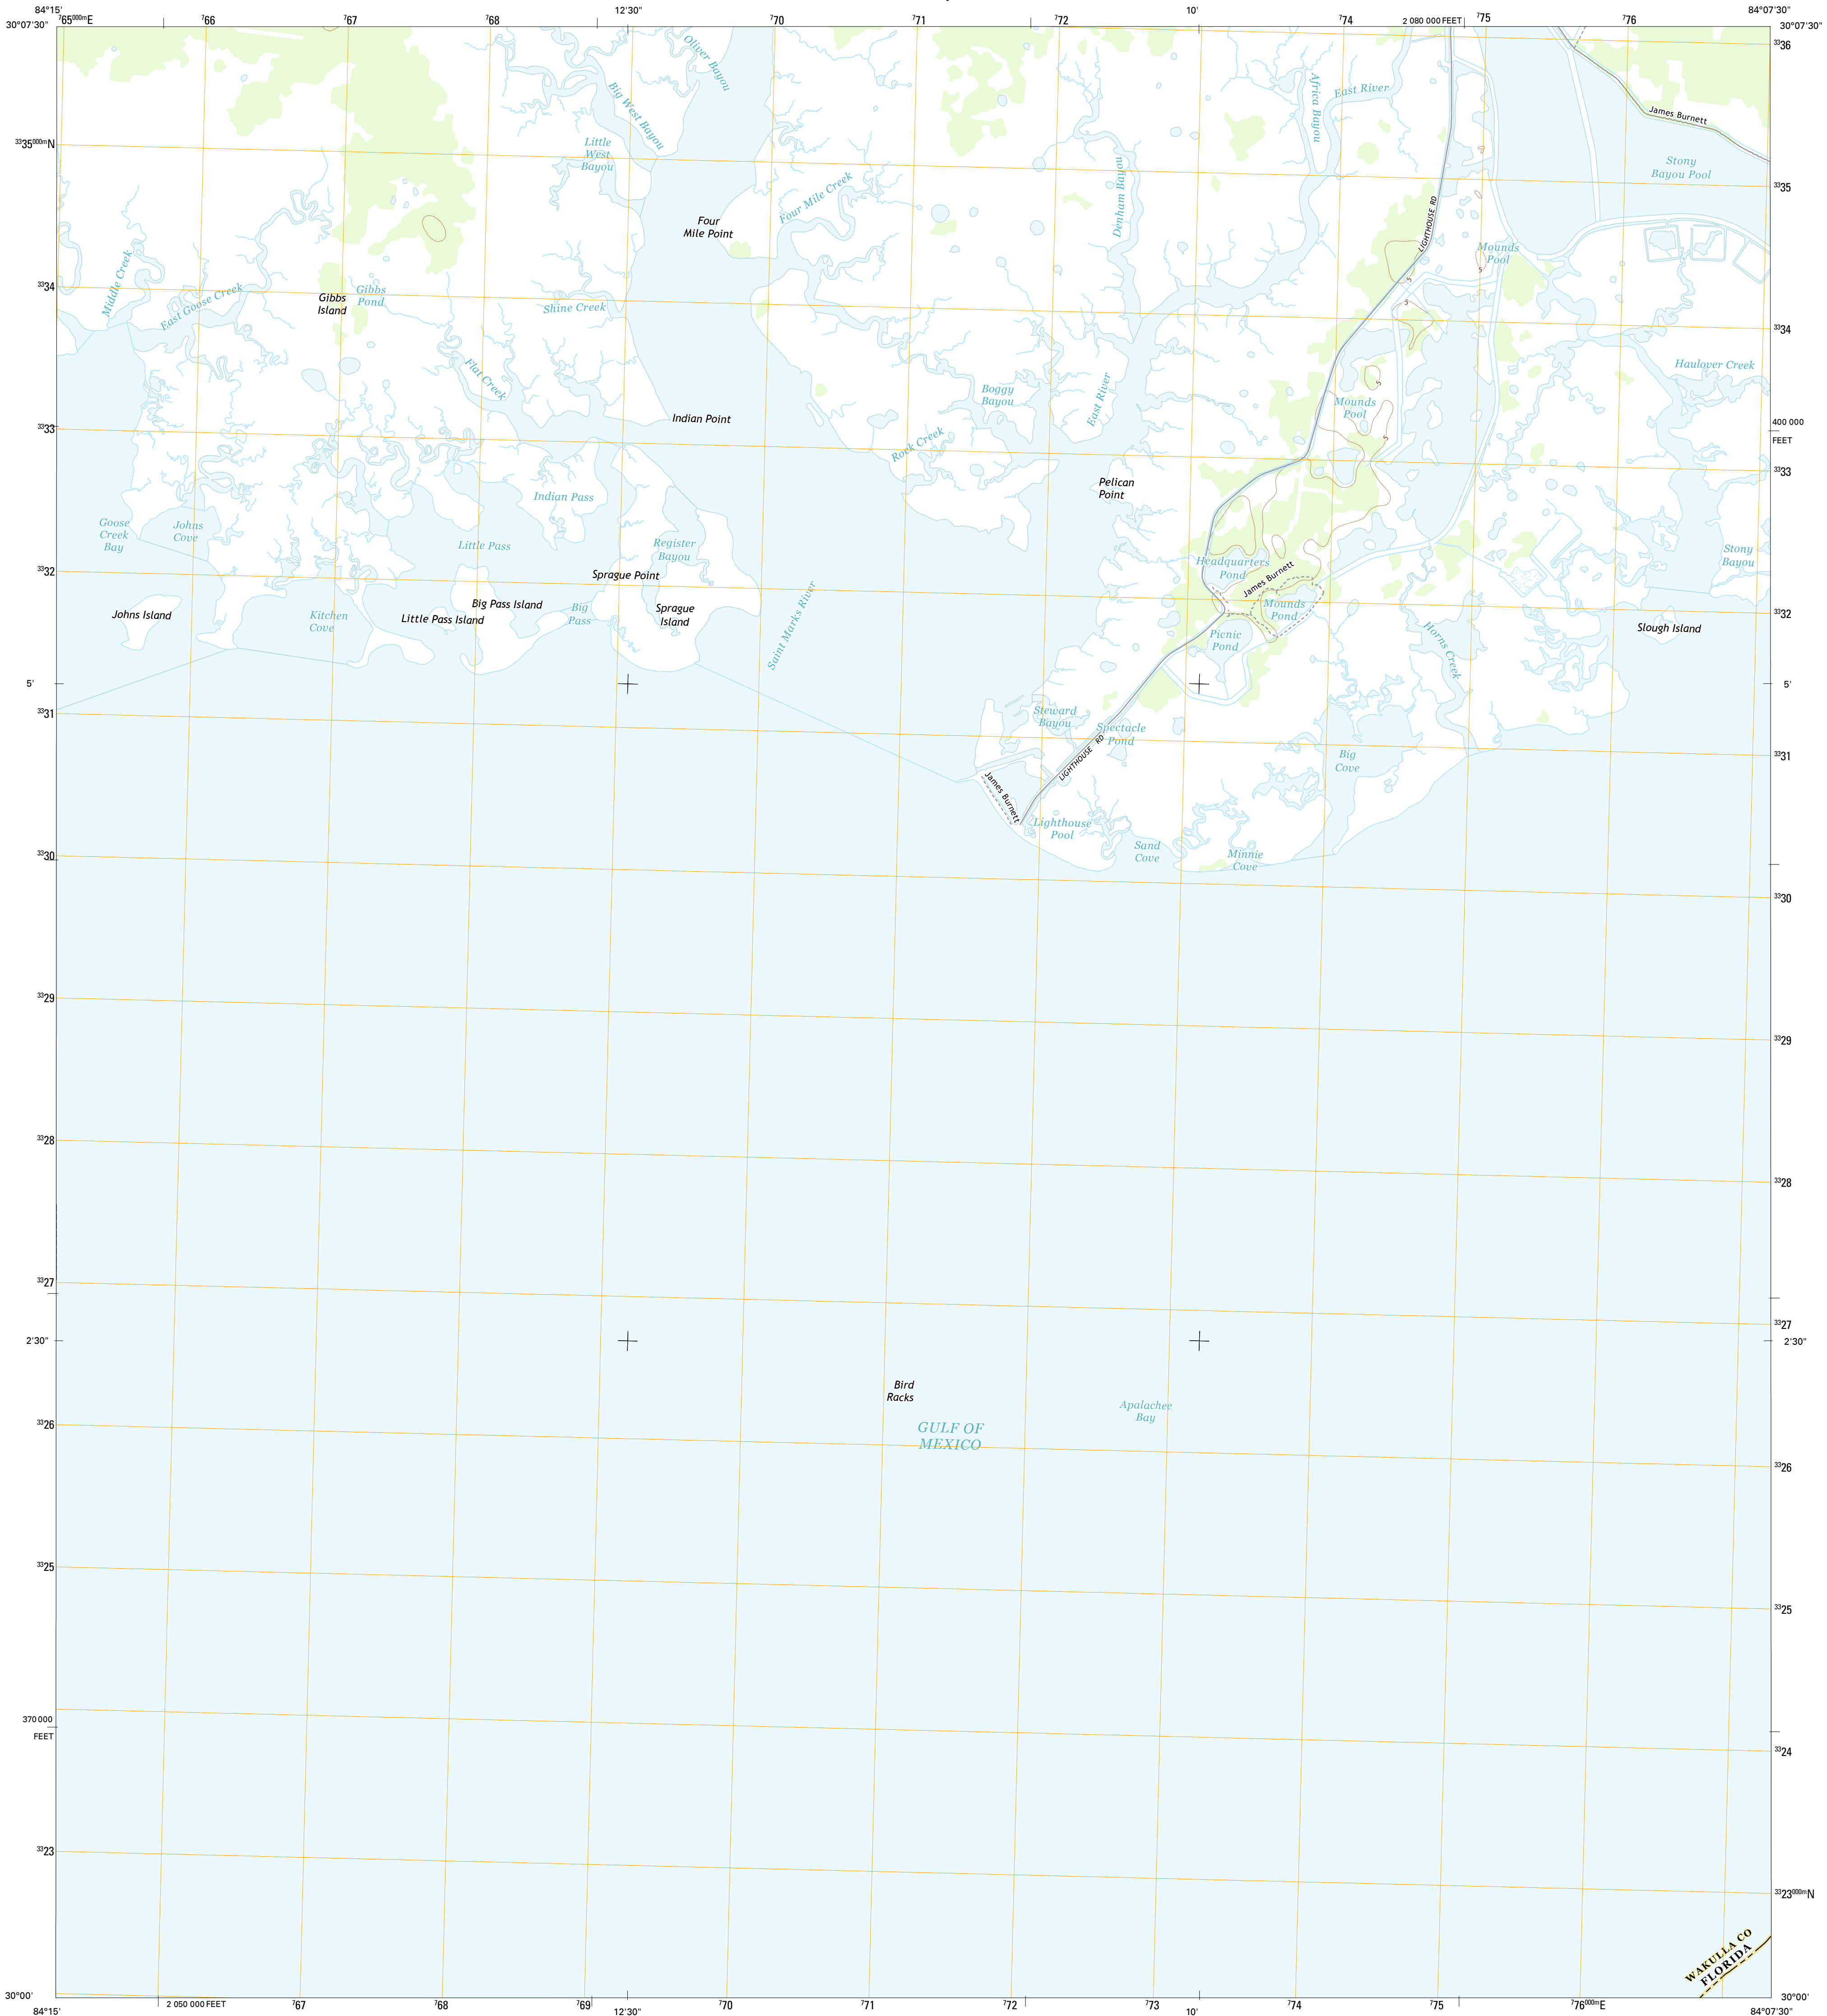 84°15'
12'30"
10'
84°07'30"
⁷65⁰⁰⁰ᵐE
⁷66
⁷67
⁷68
⁷70
⁷71
⁷72
⁷74
2 080 000 FEET
⁷75
⁷76
30°07'30"
30°07'30"
³³36
Oliver Bayou
Big West Bayou
Africa Bayou
East River
James Burnett
³³35⁰⁰⁰ᵐN
Little
West
Bayou
Stony
Bayou Pool
³³35
Four Mile Creek
Denham Bayou
LIGHTHOUSE RD
Four
Mile Point
10
Mounds
Pool
5
5
5
Middle Creek
East Goose Creek
³³34
Gibbs
Island
Gibbs
Pond
Shine Creek
³³34
Flat Creek
Haulover Creek
Boggy
Bayou
East River
5
Mounds
Pool
5
³³33
Indian Point
Rock Creek
400 000
FEET
³³33
Pelican
Point
Indian Pass
Goose
Creek
Bay
Johns
Cove
Little Pass
Register
Bayou
Headquarters
Pond
Stony
Bayou
³³32
Sprague Point
James Burnett
Johns Island
Kitchen
Cove
Little Pass Island
Big Pass Island
Big
Pass
Sprague
Island
Saint Marks River
Mounds
Pond
³³32
Picnic
Pond
Horns Creek
Slough Island
5'
5'
³³31
Steward
Bayou
Spectacle
Pond
LIGHTHOUSE RD
Big
Cove
³³31
James Burnett
Lighthouse
Pool
Sand
Cove
Minnie
Cove
³³30
³³30
³³29
³³29
³³28
³³28
³³27
³³27
2'30"
2'30"
Bird
Racks
Apalachee
Bay
GULF OF
MEXICO
³³26
³³26
³³25
³³25
370 000
FEET
³³24
³³23
³³23⁰⁰⁰ᵐN
WAKULLA CO
FLORIDA
30°00'
30°00'
2 050 000 FEET
⁷67
⁷68
⁷69
⁷70
⁷71
⁷72
⁷73
⁷74
⁷75
⁷76⁰⁰⁰ᵐE
84°15'
12'30"
10'
84°07'30"